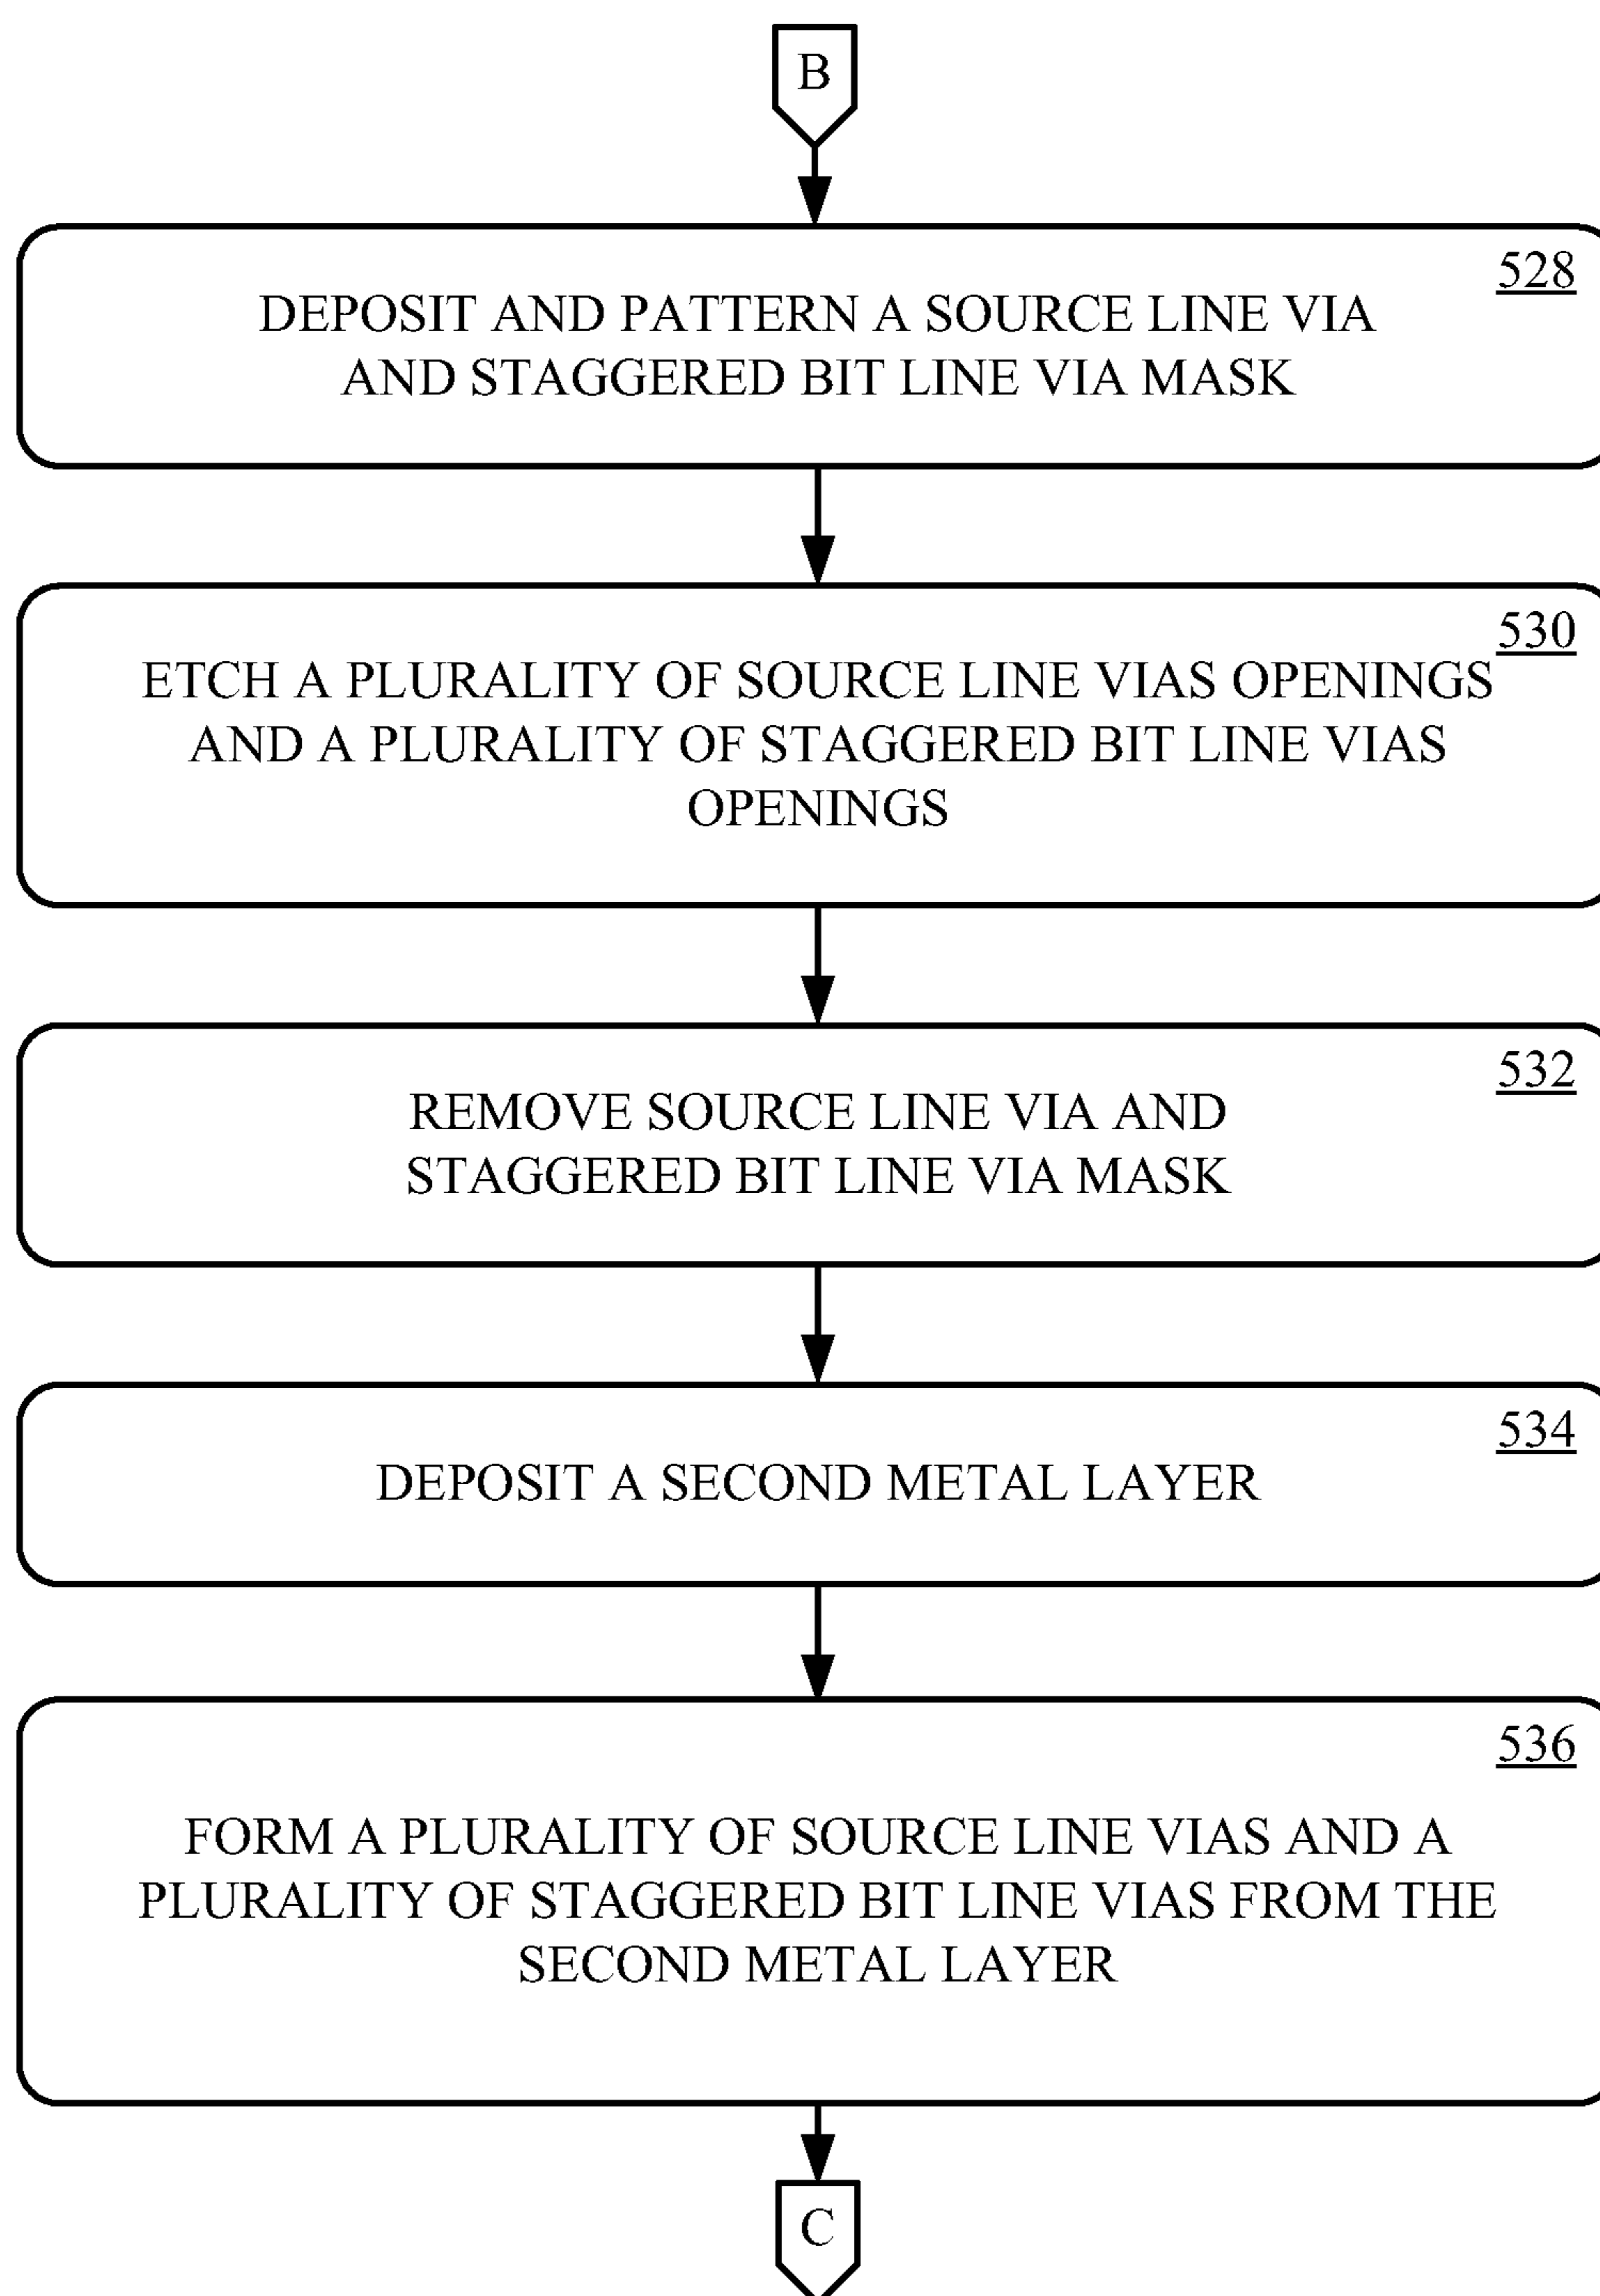 B
528
DEPOSIT AND PATTERN A SOURCE LINE VIA
AND STAGGERED BIT LINE VIA MASK
530
ETCH A PLURALITY OF SOURCE LINE VIAS OPENINGS
AND A PLURALITY OF STAGGERED BIT LINE VIAS
OPENINGS
532
REMOVE SOURCE LINE VIA AND
STAGGERED BIT LINE VIA MASK
534
DEPOSIT A SECOND METAL LAYER
536
FORM A PLURALITY OF SOURCE LINE VIAS AND A
PLURALITY OF STAGGERED BIT LINE VIAS FROM THE
SECOND METAL LAYER
C